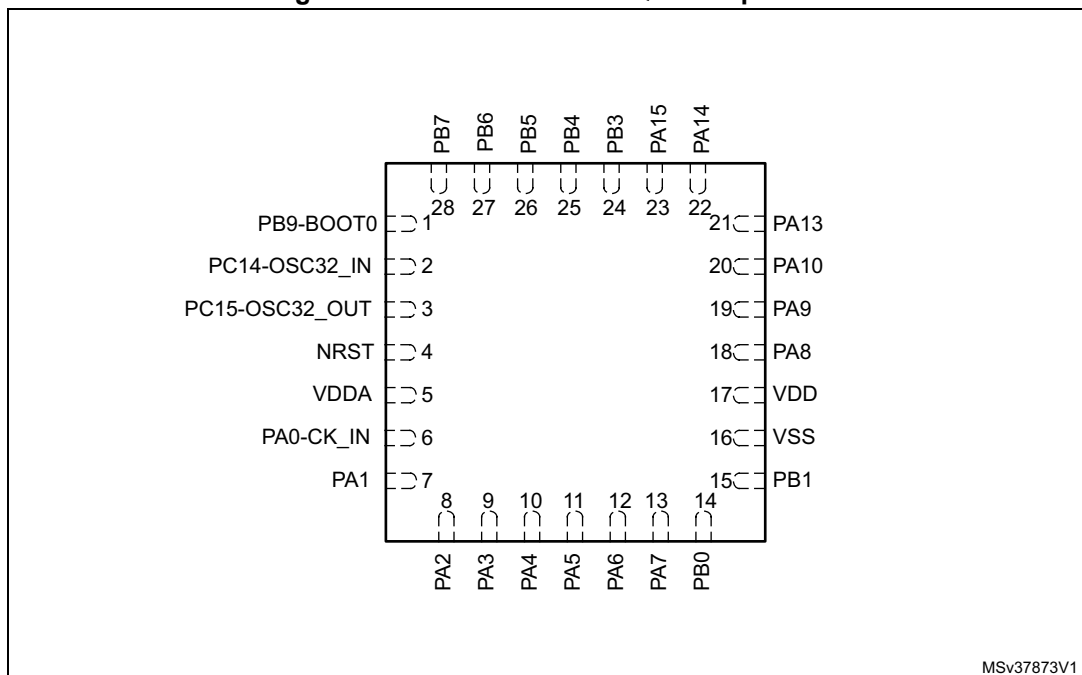 PB7 PB6 PB5 PB4 PB3 PA15 PA14
28 27 26 25 24 23 22
PB9-BOOT0 1 21 PA13
PC14-OSC32_IN 2 20 PA10
PC15-OSC32_OUT 3 19 PA9
NRST 4 18 PA8
VDDA 5 17 VDD
PA0-CK_IN 6 16 VSS
PA1 7 15 PB1
8 9 10 11 12 13 14
PA2 PA3 PA4 PA5 PA6 PA7 PB0
MSv37873V1